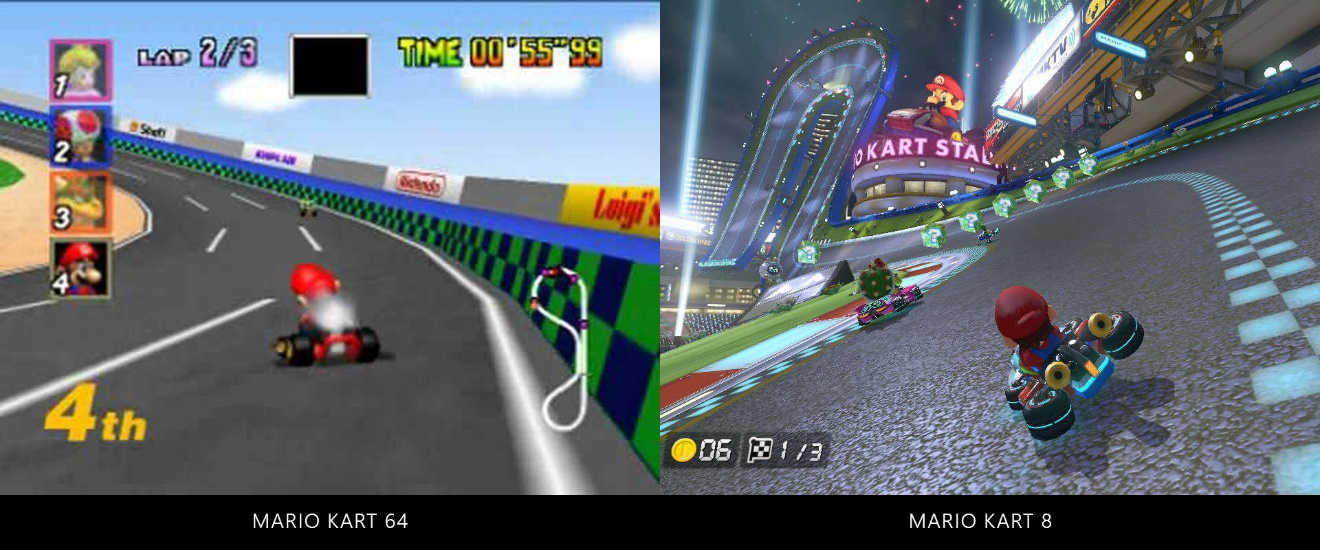 LAP 2/3
TIME 00'55"99
1
2
3
4
Nintendo
Luigi's
4th
KART STA
06
1/3
MARIO KART 64
MARIO KART 8